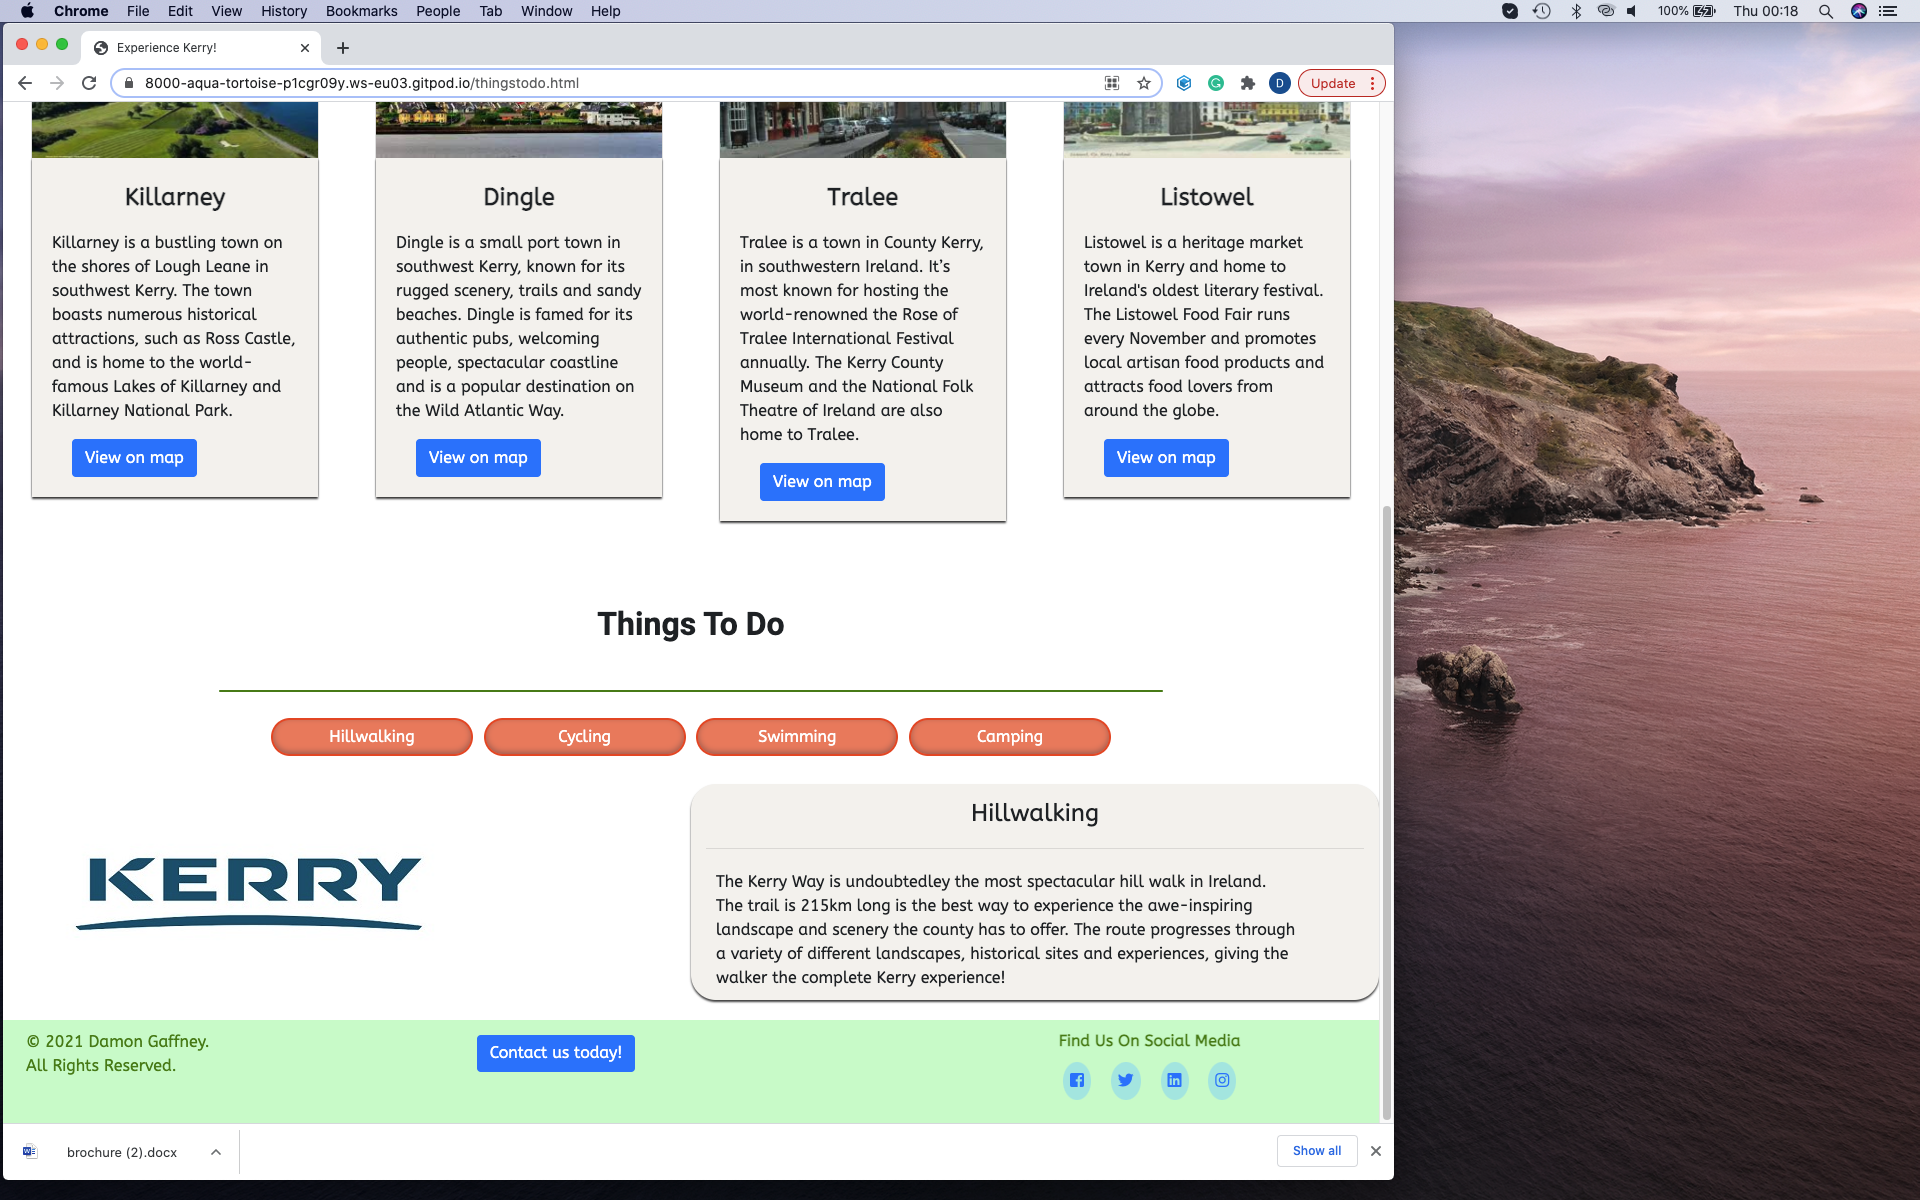 Chrome File Edit View History Bookmarks People Tab Window Help 100% Thu 00:18
Experience Kerry!
8000-aqua-tortoise-p1cgr09y.ws-eu03.gitpod.io/thingstodo.html
D
Update
Killarney
Killarney is a bustling town on
the shores of Lough Leane in
southwest Kerry. The town
boasts numerous historical
attractions, such as Ross Castle,
and is home to the world-
famous Lakes of Killarney and
Killarney National Park.
View on map
Dingle
Dingle is a small port town in
southwest Kerry, known for its
rugged scenery, trails and sandy
beaches. Dingle is famed for its
authentic pubs, welcoming
people, spectacular coastline
and is a popular destination on
the Wild Atlantic Way.
View on map
Tralee
Tralee is a town in County Kerry,
in southwestern Ireland. It’s
most known for hosting the
world-renowned the Rose of
Tralee International Festival
annually. The Kerry County
Museum and the National Folk
Theatre of Ireland are also
home to Tralee.
View on map
Listowel
Listowel is a heritage market
town in Kerry and home to
Ireland's oldest literary festival.
The Listowel Food Fair runs
every November and promotes
local artisan food products and
attracts food lovers from
around the globe.
View on map
Things To Do
Hillwalking Cycling Swimming Camping
KERRY
Hillwalking
The Kerry Way is undoubtedley the most spectacular hill walk in Ireland.
The trail is 215km long is the best way to experience the awe-inspiring
landscape and scenery the county has to offer. The route progresses through
a variety of different landscapes, historical sites and experiences, giving the
walker the complete Kerry experience!
© 2021 Damon Gaffney.
All Rights Reserved.
Contact us today!
Find Us On Social Media
brochure (2).docx
Show all